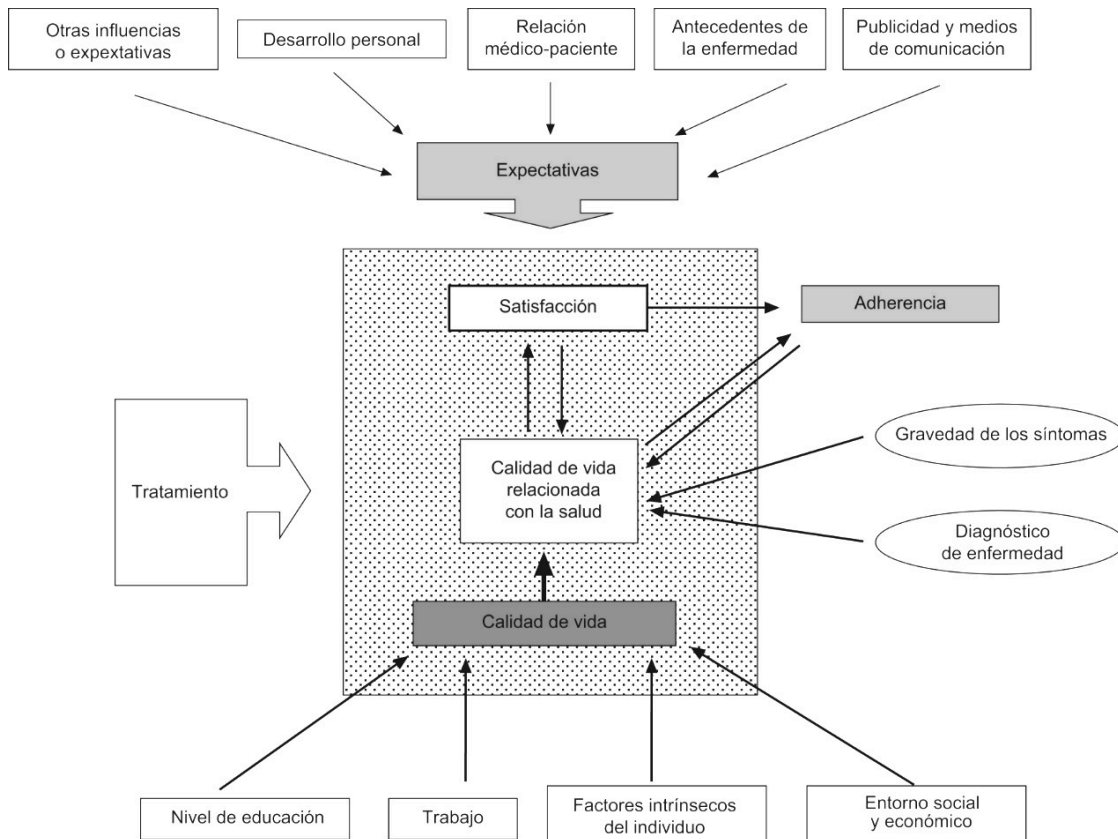 Otras influencias
o expextativas
Desarrollo personal
Relación
médico-paciente
Antecedentes de
la enfermedad
Publicidad y medios
de comunicación
Expectativas
Satisfacción
Adherencia
Tratamiento
Calidad de vida
relacionada
con la salud
Gravedad de los síntomas
Diagnóstico
de enfermedad
Calidad de vida
Nivel de educación
Trabajo
Factores intrínsecos
del individuo
Entorno social
y económico